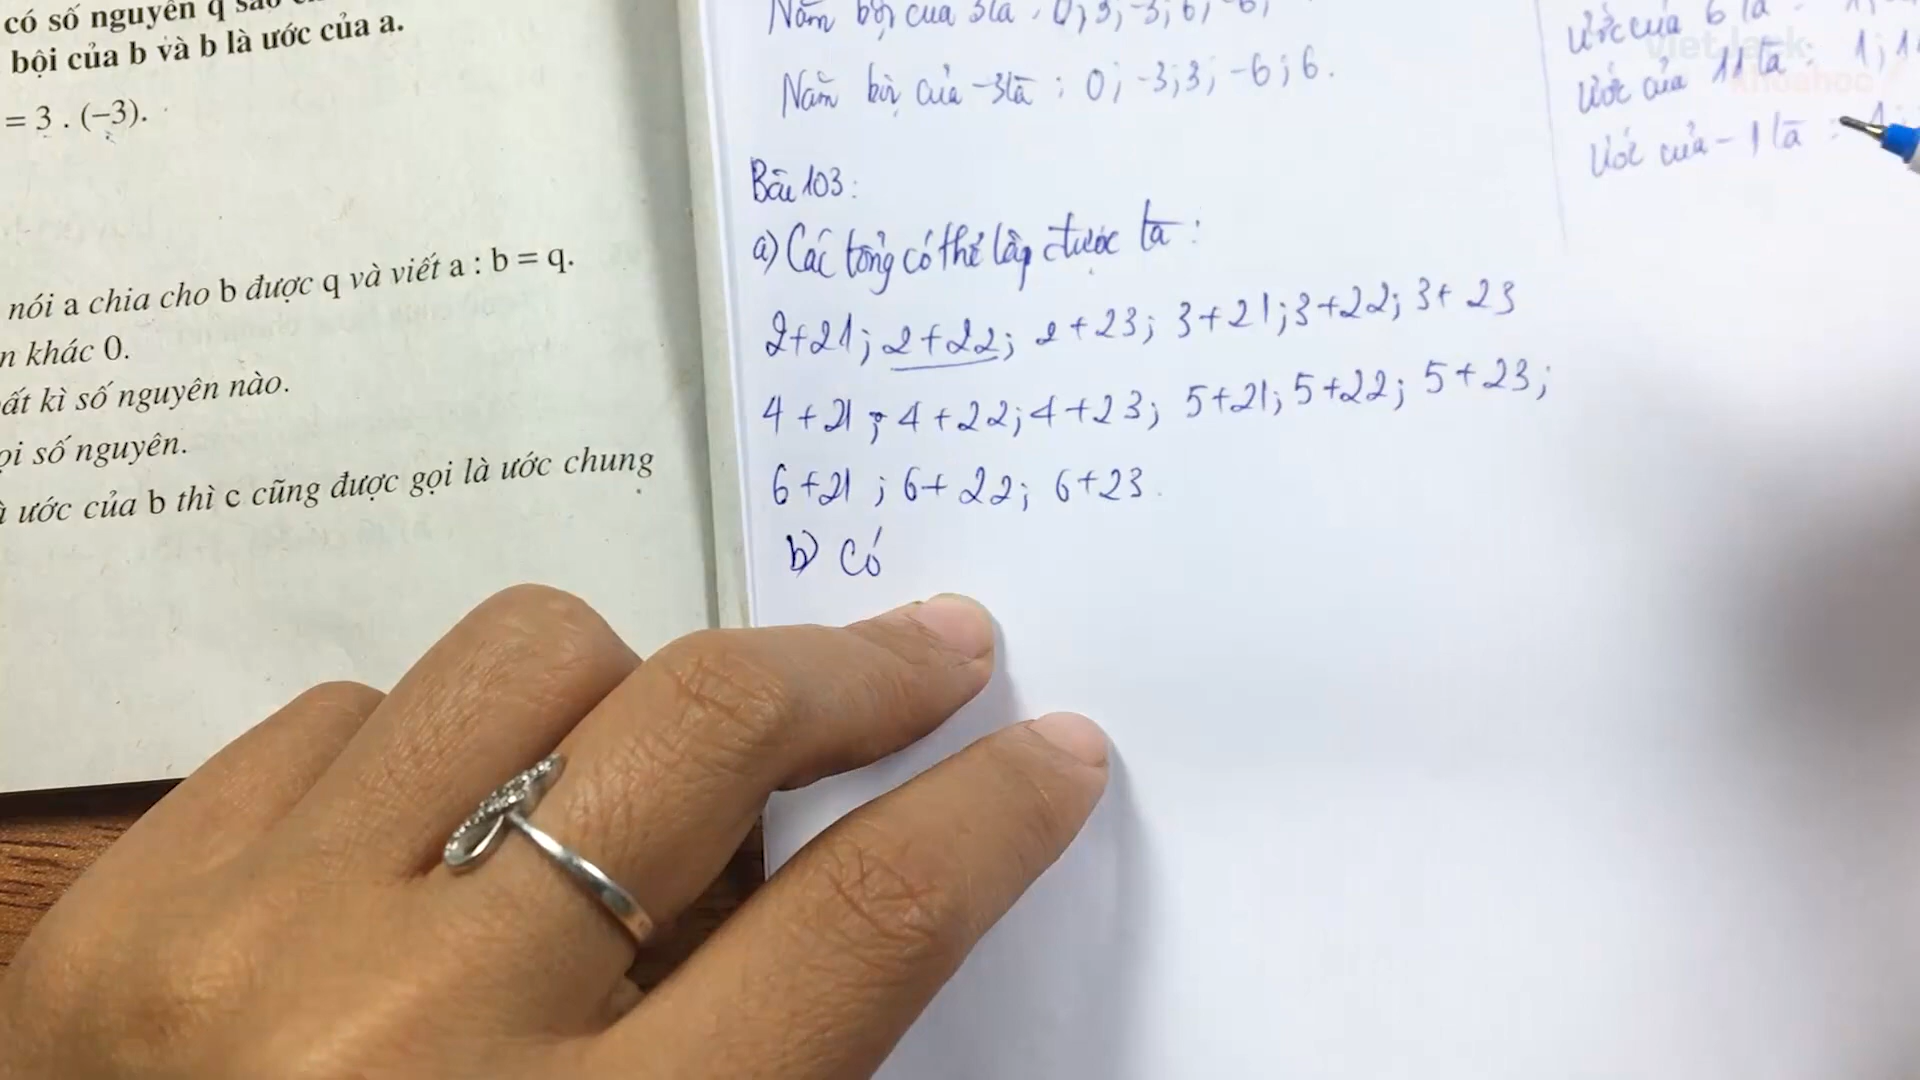 có số nguyên q sao
bội của b và b là ước của a.
= 3 . (−3).
nói a chia cho b được q và viết a : b = q.
n khác 0.
ất kì số nguyên nào.
ọi số nguyên.
à ước của b thì c cũng được gọi là ước chung
Năm bội của 3 là : 0; 3; -3; 6; -6;
Năm bội của -3 là : 0; -3; 3; -6; 6.
Bài 103:
a) Các tổng có thể lập được là :
2+21; 2+22; 2+23; 3+21; 3+22; 3+23
4+21; 4+22; 4+23; 5+21; 5+22; 5+23;
6+21; 6+22; 6+23.
b) Có
Ước của 6 là :
Ước của 11 là : 1;
Ước của -1 là :
vietjack
khoahoc